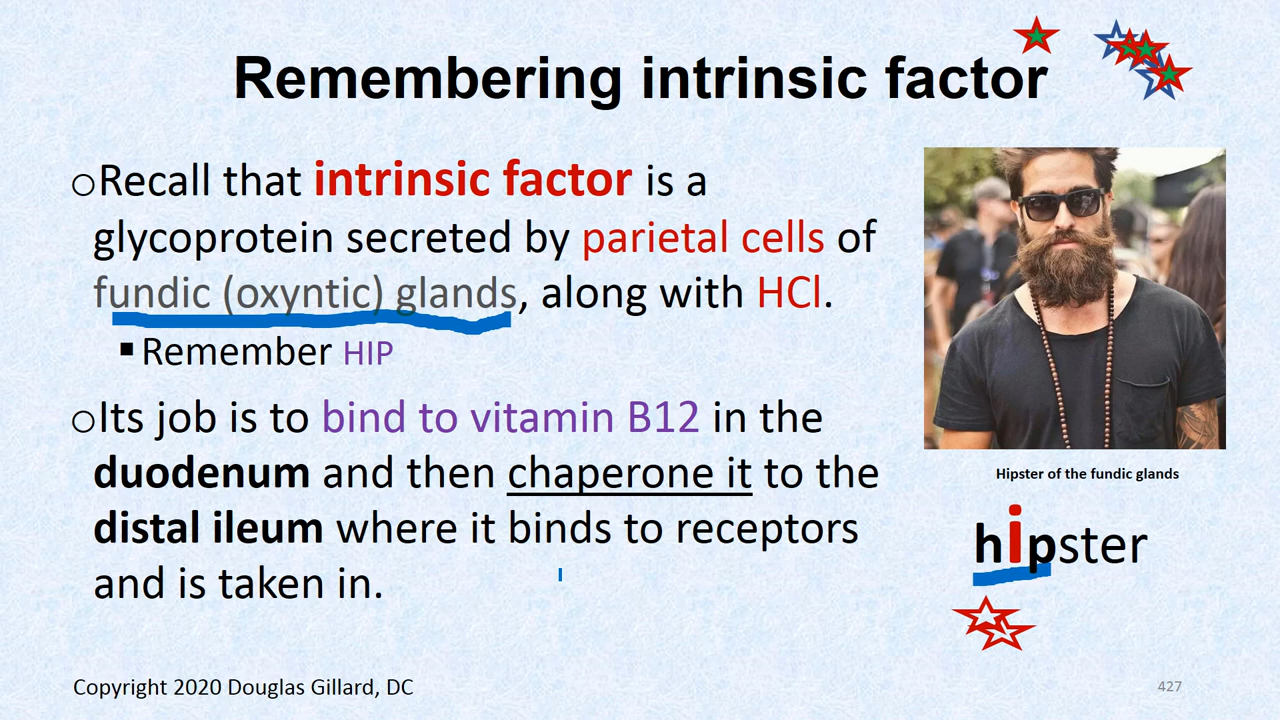 Remembering intrinsic factor
○Recall that intrinsic factor is a
glycoprotein secreted by parietal cells of
fundic (oxyntic) glands, along with HCl.
▪Remember HIP
○Its job is to bind to vitamin B12 in the
duodenum and then chaperone it to the
distal ileum where it binds to receptors
and is taken in.
Hipster of the fundic glands
hipster
Copyright 2020 Douglas Gillard, DC
427